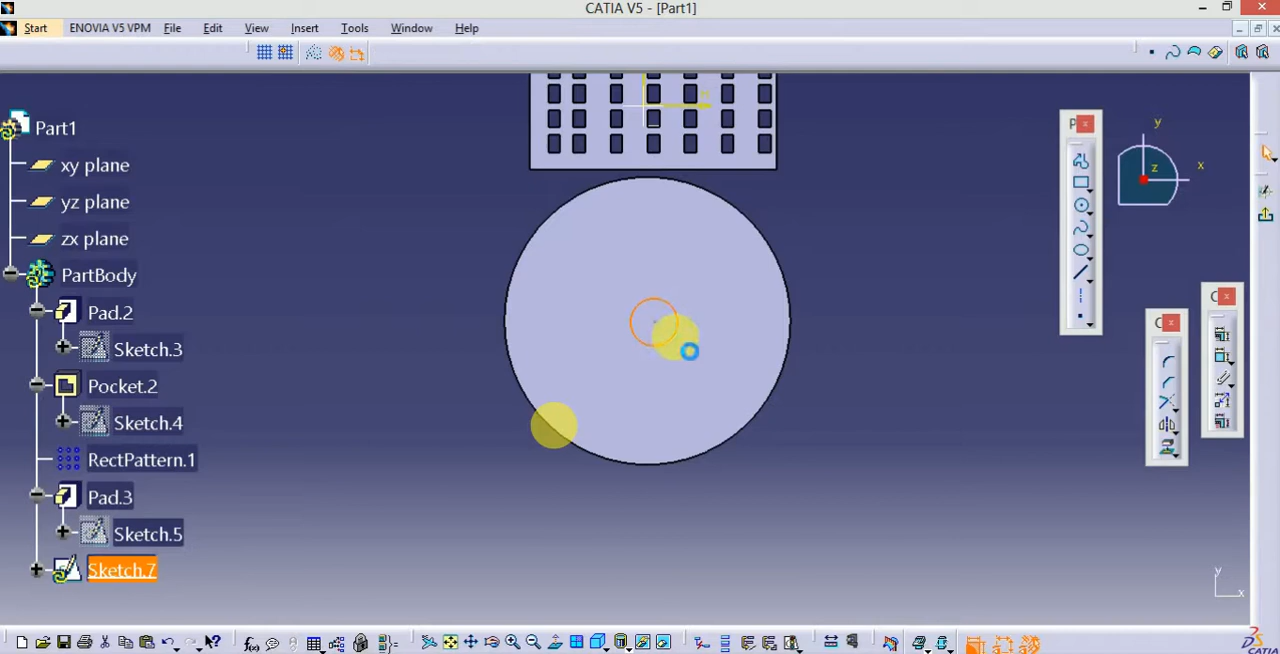 CATIA V5 - [Part1]
Start ENOVIA V5 VPM File Edit View Insert Tools Window Help
Part1
xy plane
yz plane
zx plane
PartBody
Pad.2
Sketch.3
Pocket.2
Sketch.4
RectPattern.1
Pad.3
Sketch.5
Sketch.7
P
y
z
x
C
C
y
x
f(x)
CATIA